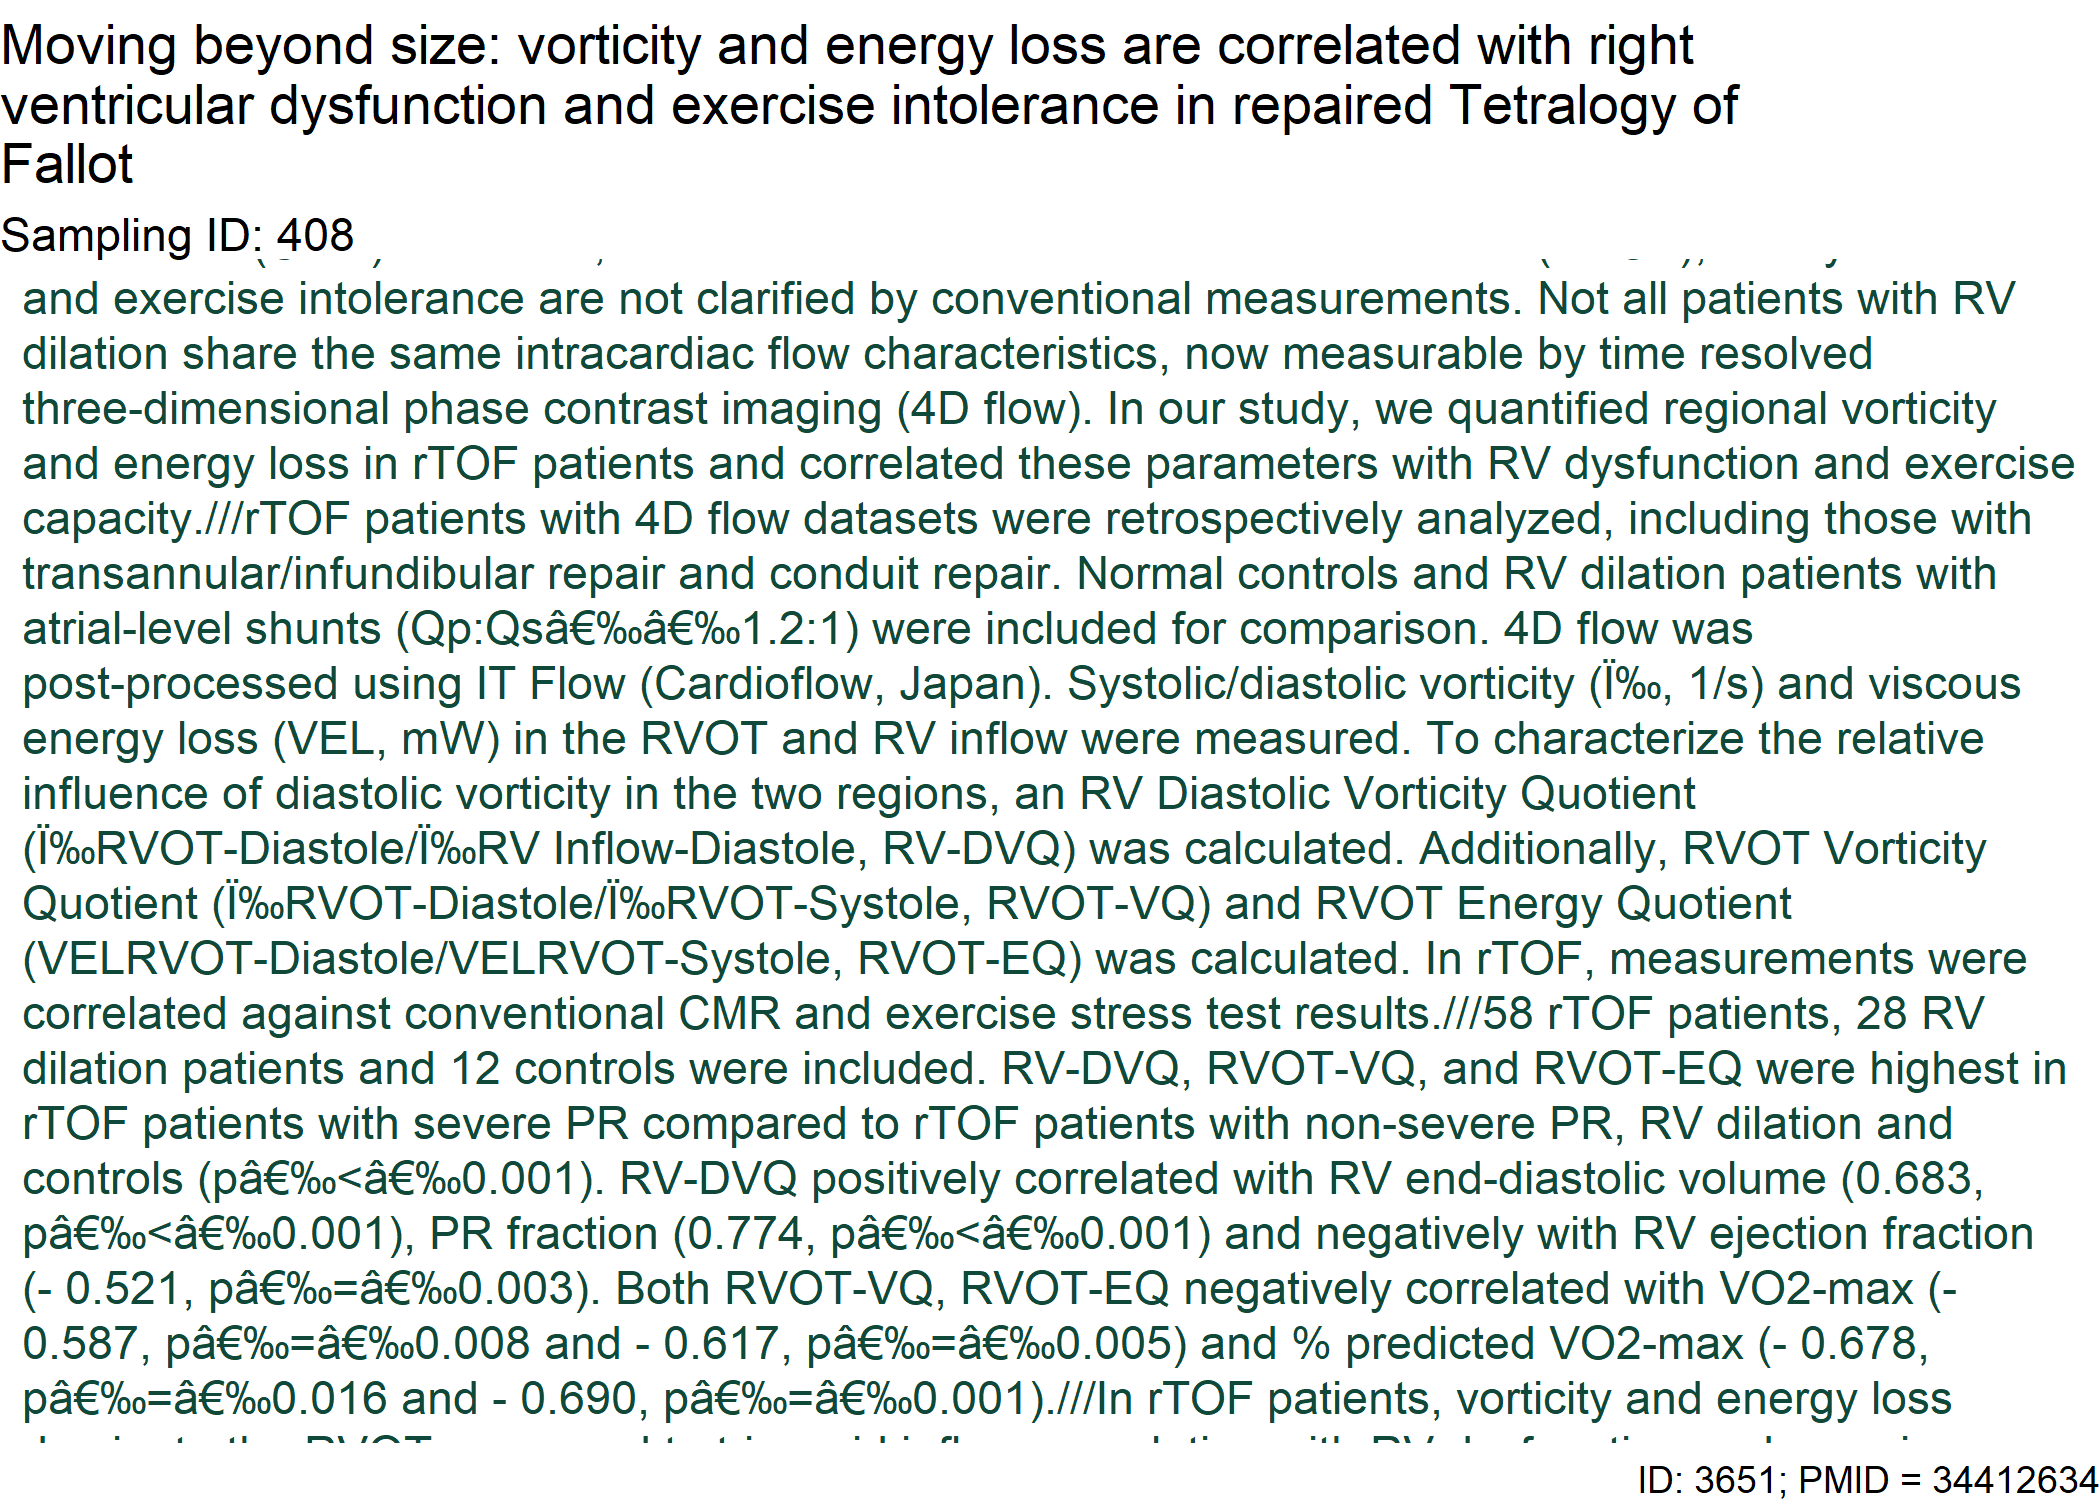 Moving beyond size: vorticity and energy loss are correlated with right
ventricular dysfunction and exercise intolerance in repaired Tetralogy of
Fallot
Sampling ID: 408
and exercise intolerance are not clarified by conventional measurements. Not all patients with RV
dilation share the same intracardiac flow characteristics, now measurable by time resolved
three-dimensional phase contrast imaging (4D flow). In our study, we quantified regional vorticity
and energy loss in rTOF patients and correlated these parameters with RV dysfunction and exercise
capacity.///rTOF patients with 4D flow datasets were retrospectively analyzed, including those with
transannular/infundibular repair and conduit repair. Normal controls and RV dilation patients with
atrial-level shunts (Qp:Qsâ€‰â€‰1.2:1) were included for comparison. 4D flow was
post-processed using IT Flow (Cardioflow, Japan). Systolic/diastolic vorticity (Ï‰, 1/s) and viscous
energy loss (VEL, mW) in the RVOT and RV inflow were measured. To characterize the relative
influence of diastolic vorticity in the two regions, an RV Diastolic Vorticity Quotient
(Ï‰RVOT-Diastole/Ï‰RV Inflow-Diastole, RV-DVQ) was calculated. Additionally, RVOT Vorticity
Quotient (Ï‰RVOT-Diastole/Ï‰RVOT-Systole, RVOT-VQ) and RVOT Energy Quotient
(VELRVOT-Diastole/VELRVOT-Systole, RVOT-EQ) was calculated. In rTOF, measurements were
correlated against conventional CMR and exercise stress test results.///58 rTOF patients, 28 RV
dilation patients and 12 controls were included. RV-DVQ, RVOT-VQ, and RVOT-EQ were highest in
rTOF patients with severe PR compared to rTOF patients with non-severe PR, RV dilation and
controls (pâ€‰<â€‰0.001). RV-DVQ positively correlated with RV end-diastolic volume (0.683,
pâ€‰<â€‰0.001), PR fraction (0.774, pâ€‰<â€‰0.001) and negatively with RV ejection fraction
(- 0.521, pâ€‰=â€‰0.003). Both RVOT-VQ, RVOT-EQ negatively correlated with VO2-max (-
0.587, pâ€‰=â€‰0.008 and - 0.617, pâ€‰=â€‰0.005) and % predicted VO2-max (- 0.678,
pâ€‰=â€‰0.016 and - 0.690, pâ€‰=â€‰0.001).///In rTOF patients, vorticity and energy loss
ID: 3651; PMID = 34412634